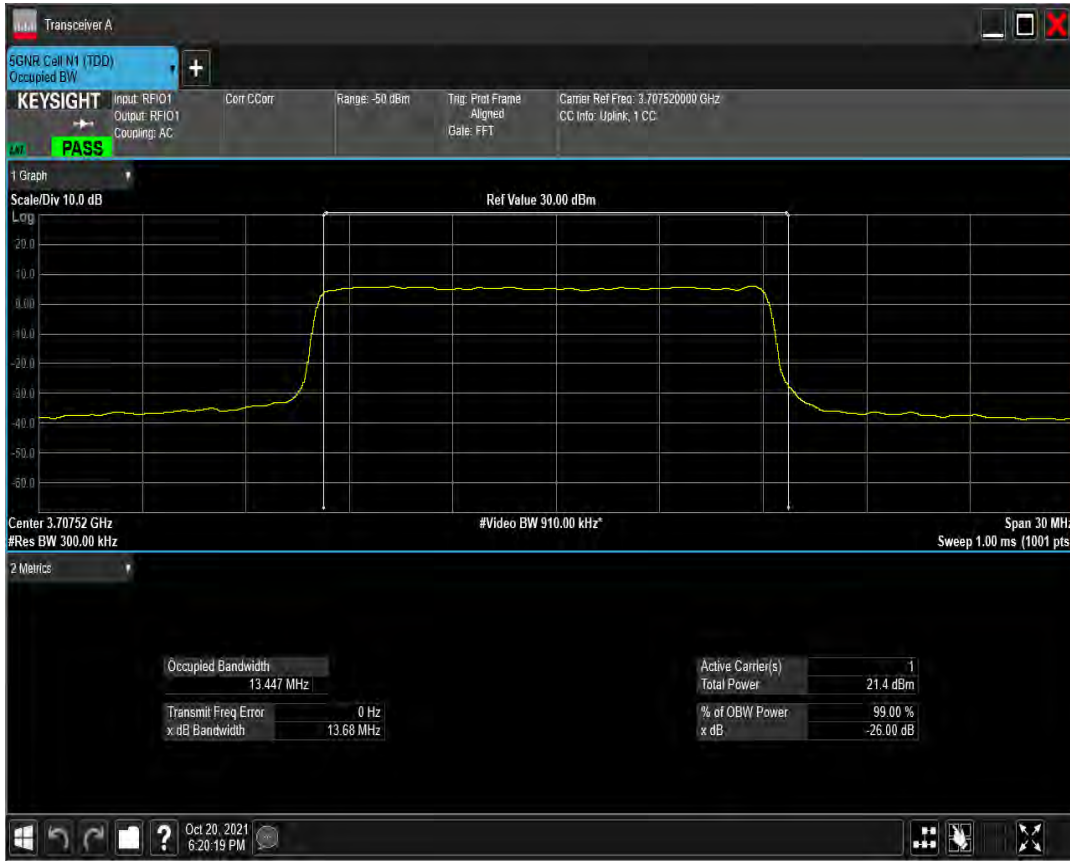 Transceiver A
5GNR Cell N1 (TDD)
Occupied BW
+
KEYSIGHT
PASS
Input: RFIO1
Output: RFIO1
Coupling: AC
Corr CCorr
Range: -50 dBm
Trig: Prot Frame
Aligned
Gate: FFT
Carrier Ref Freq: 3.707520000 GHz
CC Info: Uplink, 1 CC
1 Graph
Scale/Div 10.0 dB
Ref Value 30.00 dBm
Log
20.0
10.0
0.00
-10.0
-20.0
-30.0
-40.0
-50.0
-60.0
Center 3.70752 GHz
#Video BW 910.00 kHz*
Span 30 MHz
#Res BW 300.00 kHz
Sweep 1.00 ms (1001 pts
2 Metrics
Occupied Bandwidth
13.447 MHz
Transmit Freq Error 0 Hz
x dB Bandwidth 13.68 MHz
Active Carrier(s) 1
Total Power 21.4 dBm
% of OBW Power 99.00 %
x dB -26.00 dB
?
Oct 20, 2021
6:20:19 PM